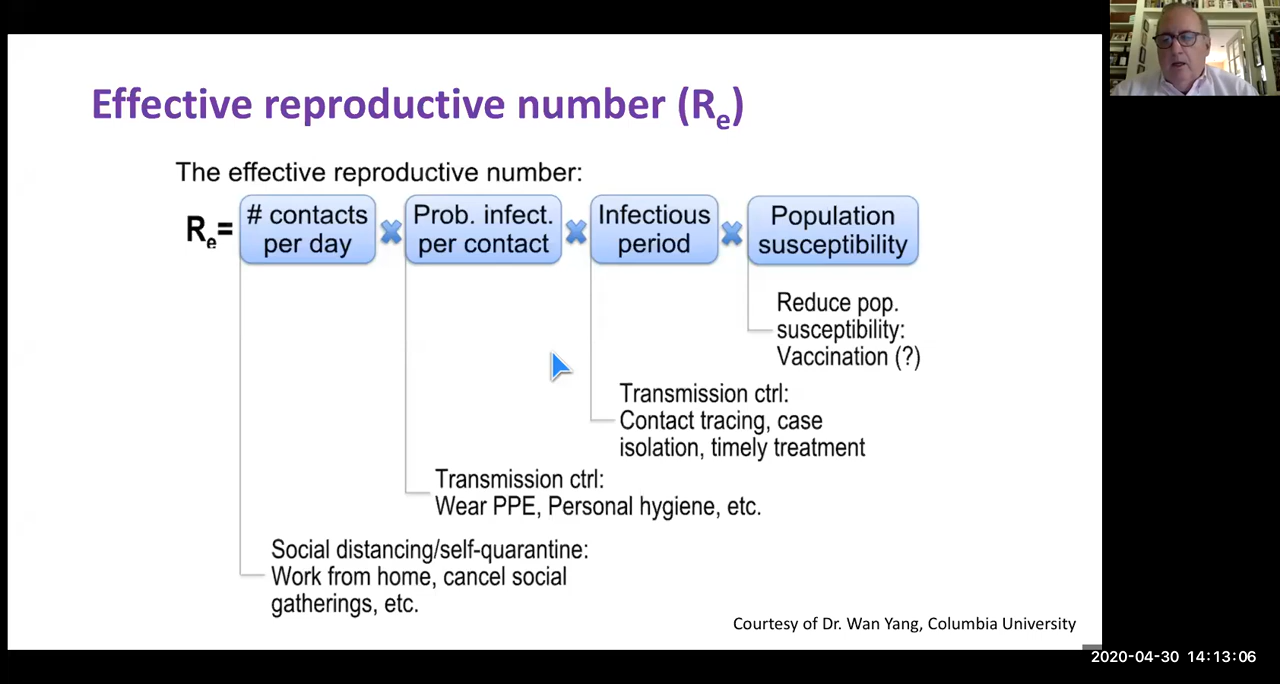 Effective reproductive number (Re)
The effective reproductive number:
Re=
# contacts
per day
Prob. infect.
per contact
Infectious
period
Population
susceptibility
Reduce pop.
susceptibility:
Vaccination (?)
Transmission ctrl:
Contact tracing, case
isolation, timely treatment
Transmission ctrl:
Wear PPE, Personal hygiene, etc.
Social distancing/self-quarantine:
Work from home, cancel social
gatherings, etc.
Courtesy of Dr. Wan Yang, Columbia University
2020-04-30 14:13:06